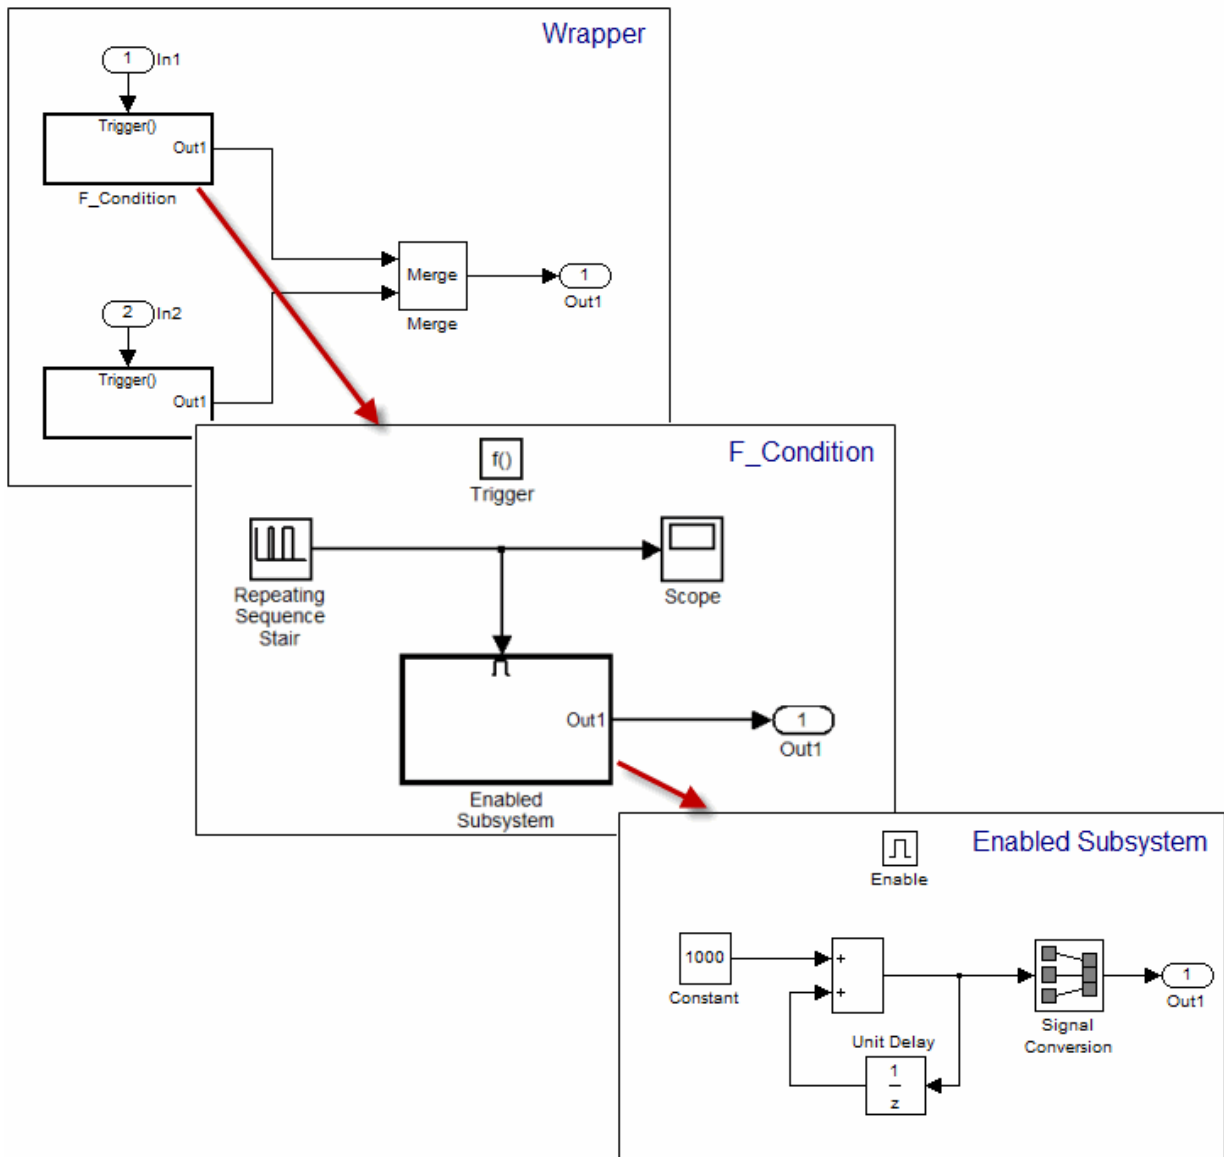 Wrapper
1
In1
Trigger()
Out1
F_Condition
Merge
Merge
1
Out1
2
In2
Trigger()
Out1
F_Condition
f()
Trigger
Repeating
Sequence
Stair
Scope
Out1
Enabled
Subsystem
1
Out1
Enabled Subsystem
Enable
1000
Constant
+
+
Unit Delay
1
z
Signal
Conversion
1
Out1